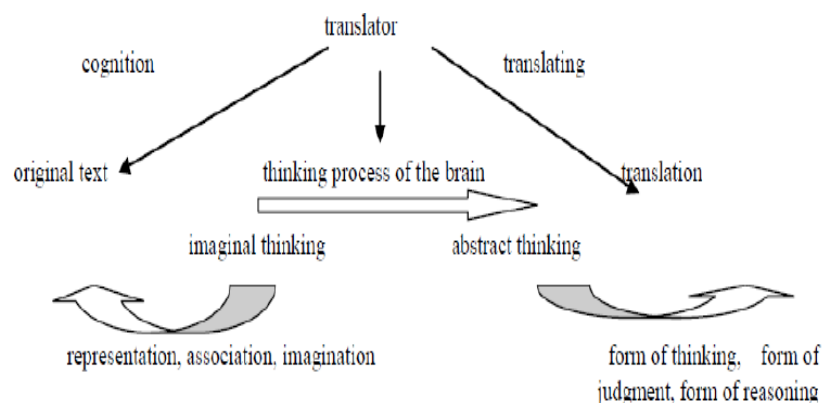 translator
cognition
translating
original text
thinking process of the brain
translation
imaginal thinking
abstract thinking
representation, association, imagination
form of thinking, form of
judgment, form of reasoning